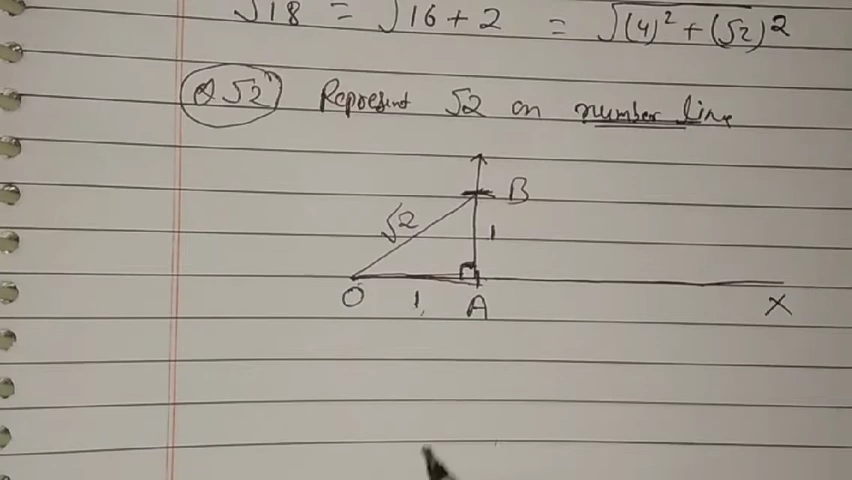 √18 = √16 + 2 = √(4)² + (√2)²
Q √2 Represent √2 on number line
B
√2
1
O 1 A X